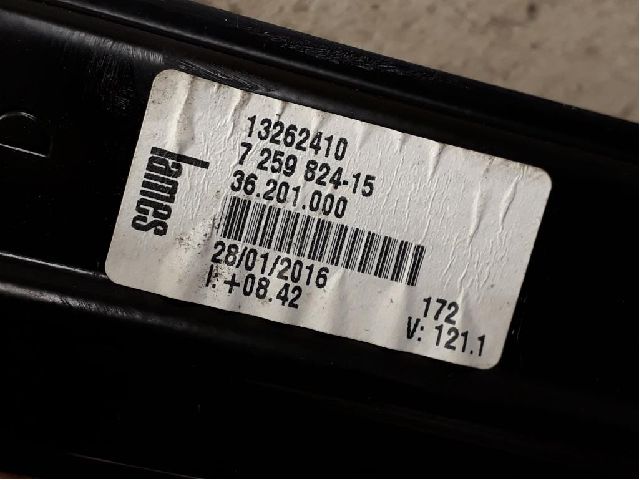 lames
13262410
7 259 824-15
36.201.000
28/01/2016
I: +08.42
172
V: 121.1